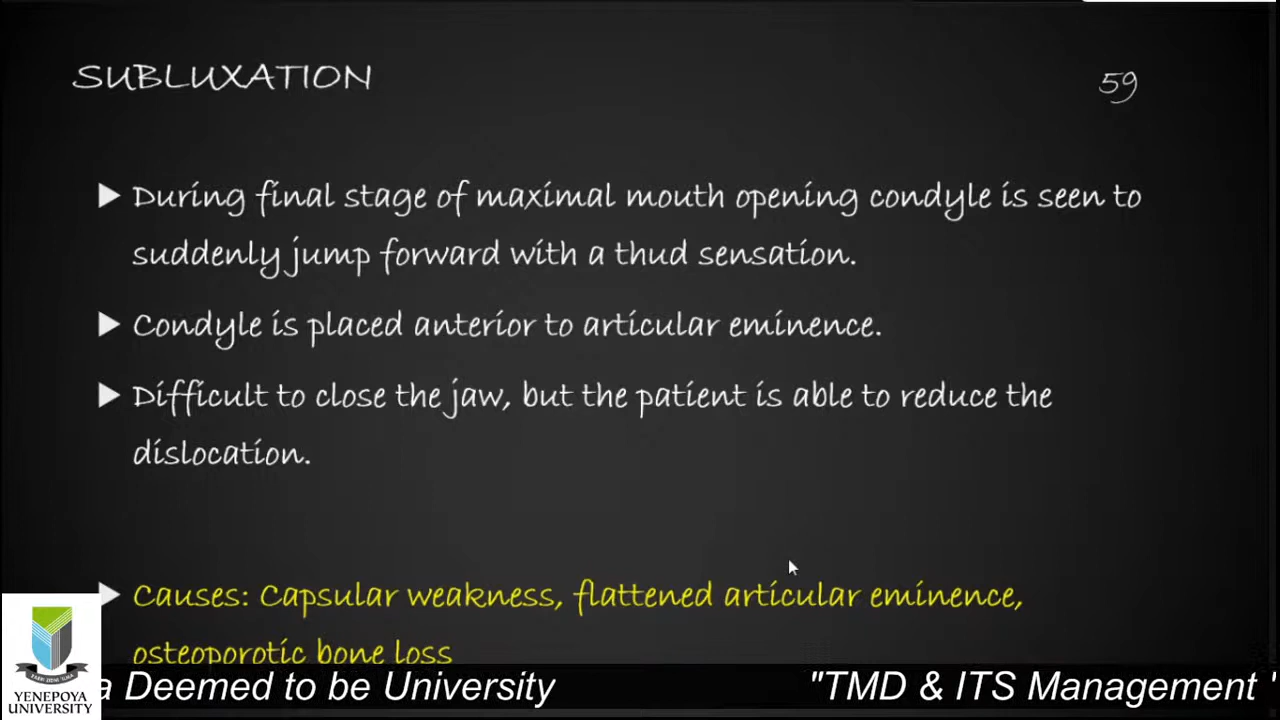 SUBLUXATION
59
During final stage of maximal mouth opening condyle is seen to
suddenly jump forward with a thud sensation.
Condyle is placed anterior to articular eminence.
Difficult to close the jaw, but the patient is able to reduce the
dislocation.
Causes: Capsular weakness, flattened articular eminence,
osteoporotic bone loss
YENEPOYA
UNIVERSITY
a Deemed to be University
"TMD & ITS Management "